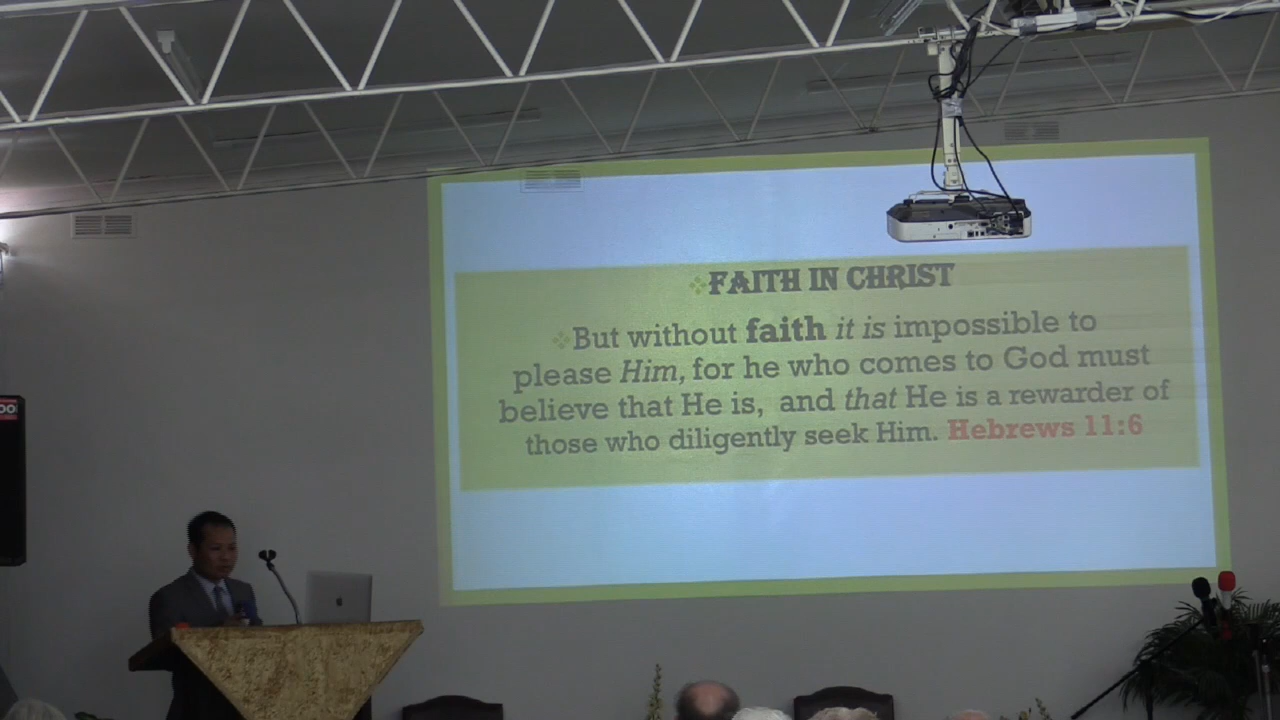 FAITH IN CHRIST
But without faith it is impossible to
please Him, for he who comes to God must
believe that He is, and that He is a rewarder of
those who diligently seek Him. Hebrews 11:6